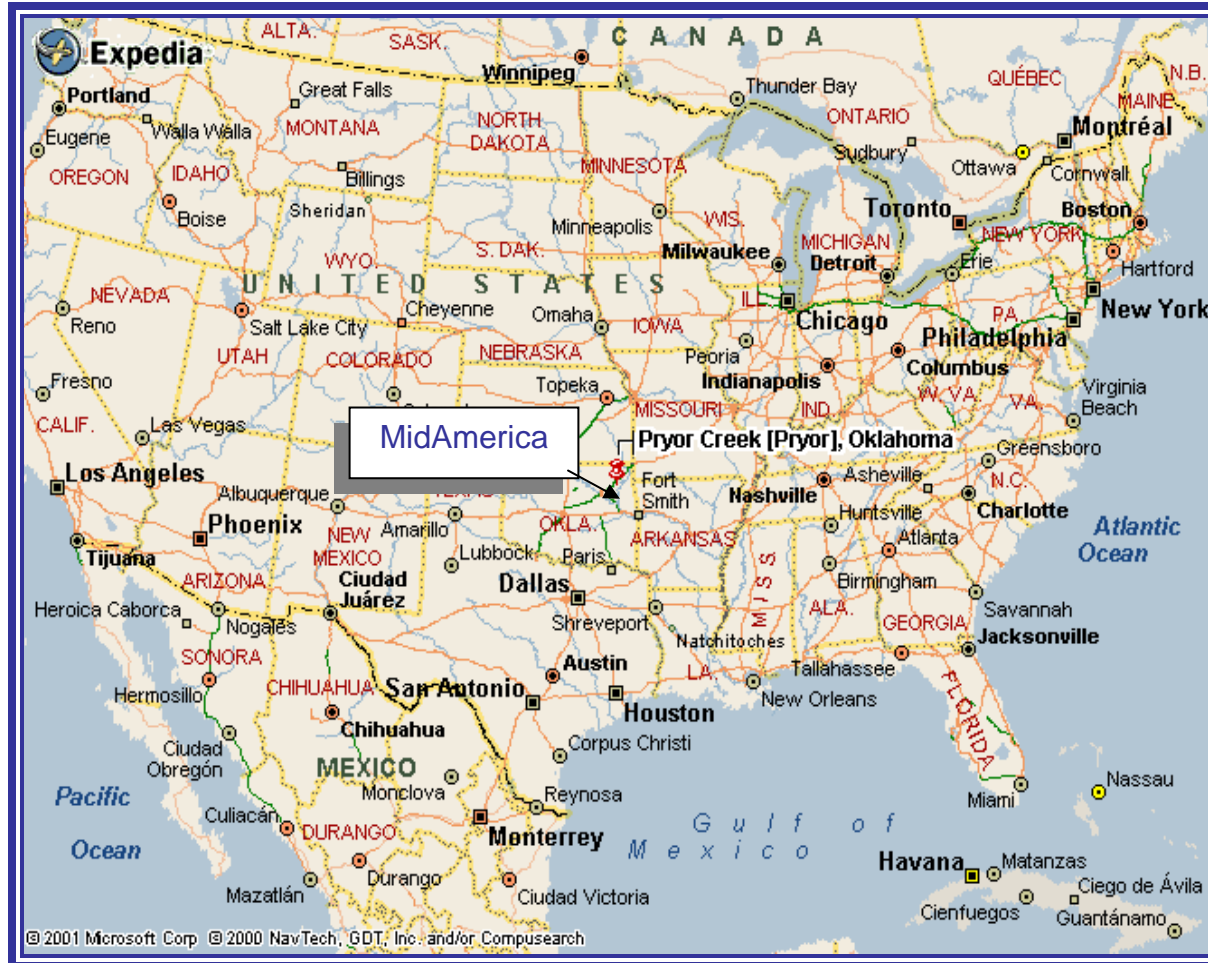 Expedia
ALTA.
SASK.
C A N A D A
Winnipeg
Thunder Bay
QUÉBEC
N.B.
Portland
Great Falls
ONTARIO
MAINE
Eugene
Walla Walla
MONTANA
NORTH
DAKOTA
Montréal
Sudbury
Ottawa
Cornwall
OREGON
IDAHO
Billings
MINNESOTA
Boise
Sheridan
Minneapolis
WIS.
Toronto
Boston
WYO.
S. DAK.
Milwaukee
MICHIGAN
Detroit
NEW YORK
Erie
Hartford
U N I T E D S T A T E S
NEVADA
Reno
Salt Lake City
Cheyenne
Omaha
IOWA
ILL.
Chicago
PA.
New York
Philadelphia
UTAH
COLORADO
NEBRASKA
Peoria
Indianapolis
Columbus
Fresno
Topeka
MISSOURI
IND.
W. VA.
VA.
Virginia
Beach
CALIF.
Las Vegas
MidAmerica
Pryor Creek [Pryor], Oklahoma
Greensboro
Los Angeles
Albuquerque
TEXAS
Fort
Smith
Nashville
Asheville
N.C.
Charlotte
Phoenix
NEW
MEXICO
Amarillo
OKLA.
ARKANSAS
Huntsville
Atlanta
Atlantic
Ocean
Tijuana
ARIZONA
Lubbock
Paris
Ciudad
Juárez
Dallas
MISS
Birmingham
Heroica Caborca
Nogales
Shreveport
Natchitoches
ALA.
GEORGIA
Savannah
Jacksonville
SONORA
Austin
LA.
Tallahassee
Hermosillo
CHIHUAHUA
San Antonio
Houston
New Orleans
FLORIDA
Chihuahua
Ciudad
Obregón
Corpus Christi
MEXICO
Monclova
Reynosa
Miami
Nassau
Pacific
Ocean
Culiacán
DURANGO
Monterrey
Gulf of
Mexico
Havana
Matanzas
Durango
Mazatlán
Ciudad Victoria
Cienfuegos
Ciego de Ávila
Guantánamo
© 2001 Microsoft Corp © 2000 NavTech, GDT, Inc. and/or Compusearch